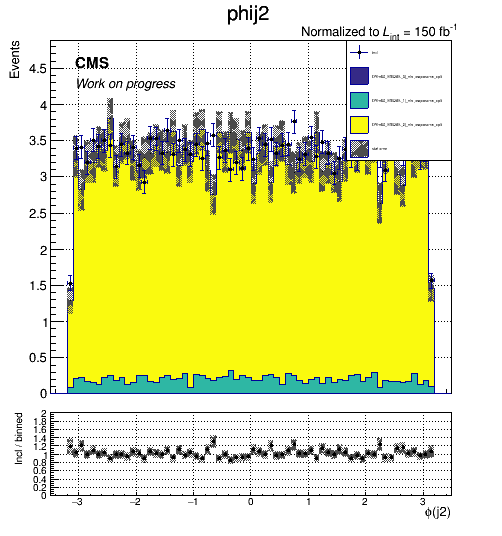 phij2
Normalized to Lint = 150 fb-1
Events
CMS
Work on progress
4.5
4
3.5
3
2.5
2
1.5
1
0.5
0
Incl / binned
2
1.8
1.6
1.4
1.2
1
0.8
0.6
0.4
0.2
0
−3 −2 −1 0 1 2 3
ϕ(j2)